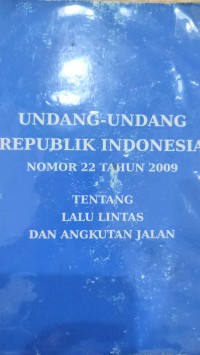 UNDANG-UNDANG
REPUBLIK INDONESIA
NOMOR 22 TAHUN 2009
TENTANG
LALU LINTAS
DAN ANGKUTAN JALAN